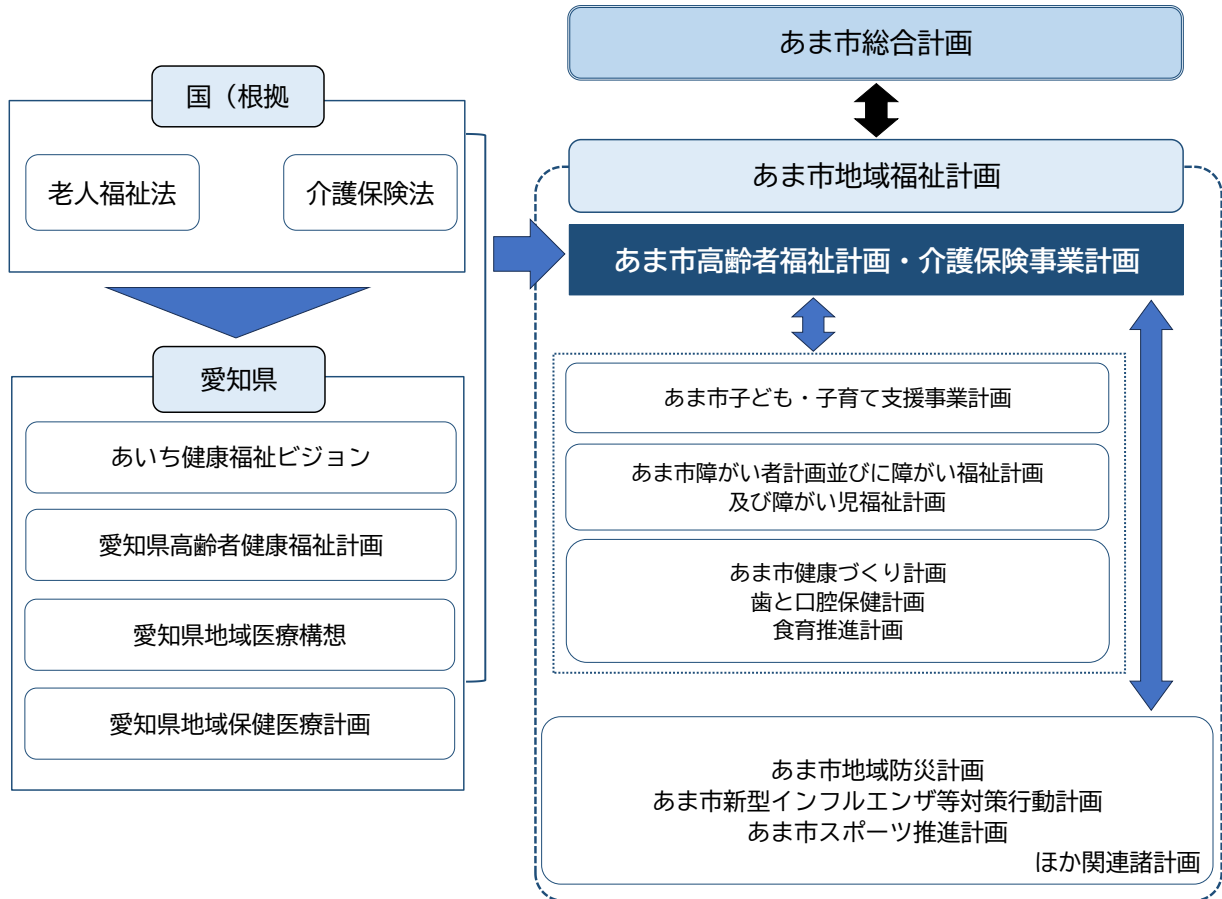 国（根拠
老人福祉法
介護保険法
愛知県
あいち健康福祉ビジョン
愛知県高齢者健康福祉計画
愛知県地域医療構想
愛知県地域保健医療計画
あま市総合計画
あま市地域福祉計画
あま市高齢者福祉計画・介護保険事業計画
あま市子ども・子育て支援事業計画
あま市障がい者計画並びに障がい福祉計画
及び障がい児福祉計画
あま市健康づくり計画
歯と口腔保健計画
食育推進計画
あま市地域防災計画
あま市新型インフルエンザ等対策行動計画
あま市スポーツ推進計画
ほか関連諸計画